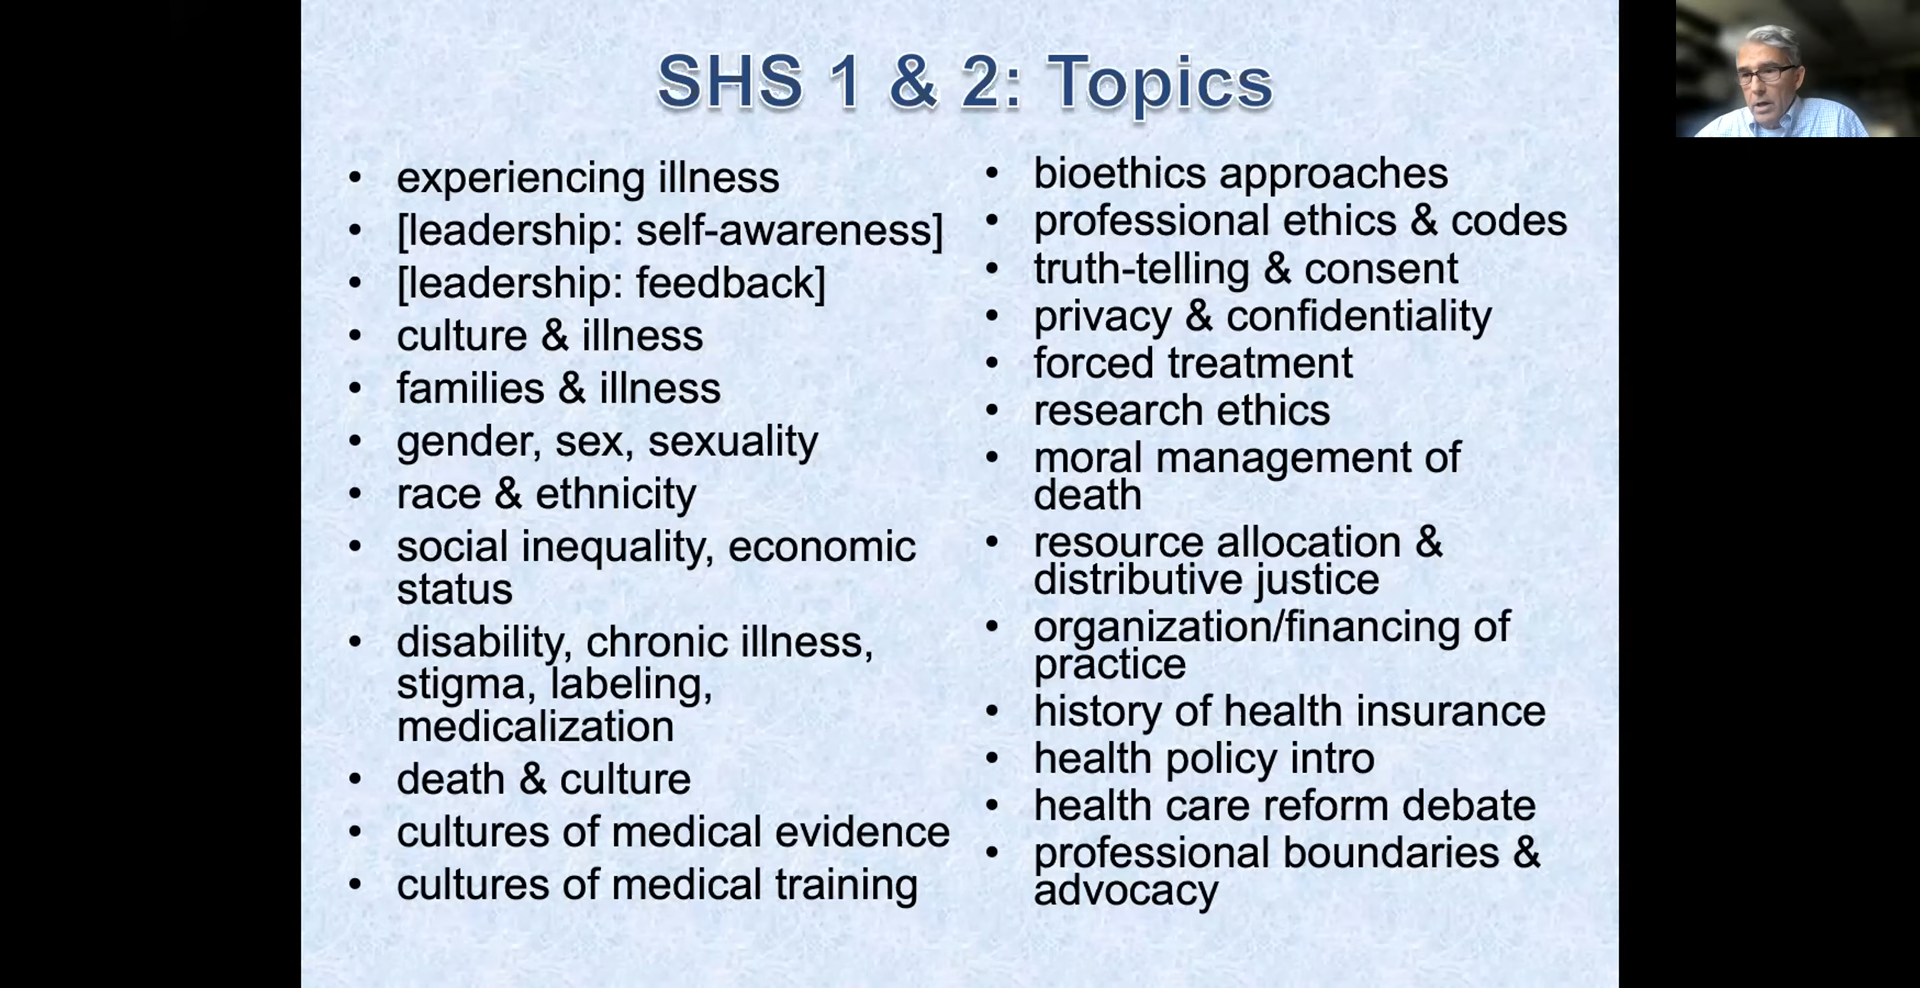 SHS 1 & 2: Topics
• experiencing illness
• [leadership: self-awareness]
• [leadership: feedback]
• culture & illness
• families & illness
• gender, sex, sexuality
• race & ethnicity
• social inequality, economic
status
• disability, chronic illness,
stigma, labeling,
medicalization
• death & culture
• cultures of medical evidence
• cultures of medical training
• bioethics approaches
• professional ethics & codes
• truth-telling & consent
• privacy & confidentiality
• forced treatment
• research ethics
• moral management of
death
• resource allocation &
distributive justice
• organization/financing of
practice
• history of health insurance
• health policy intro
• health care reform debate
• professional boundaries &
advocacy